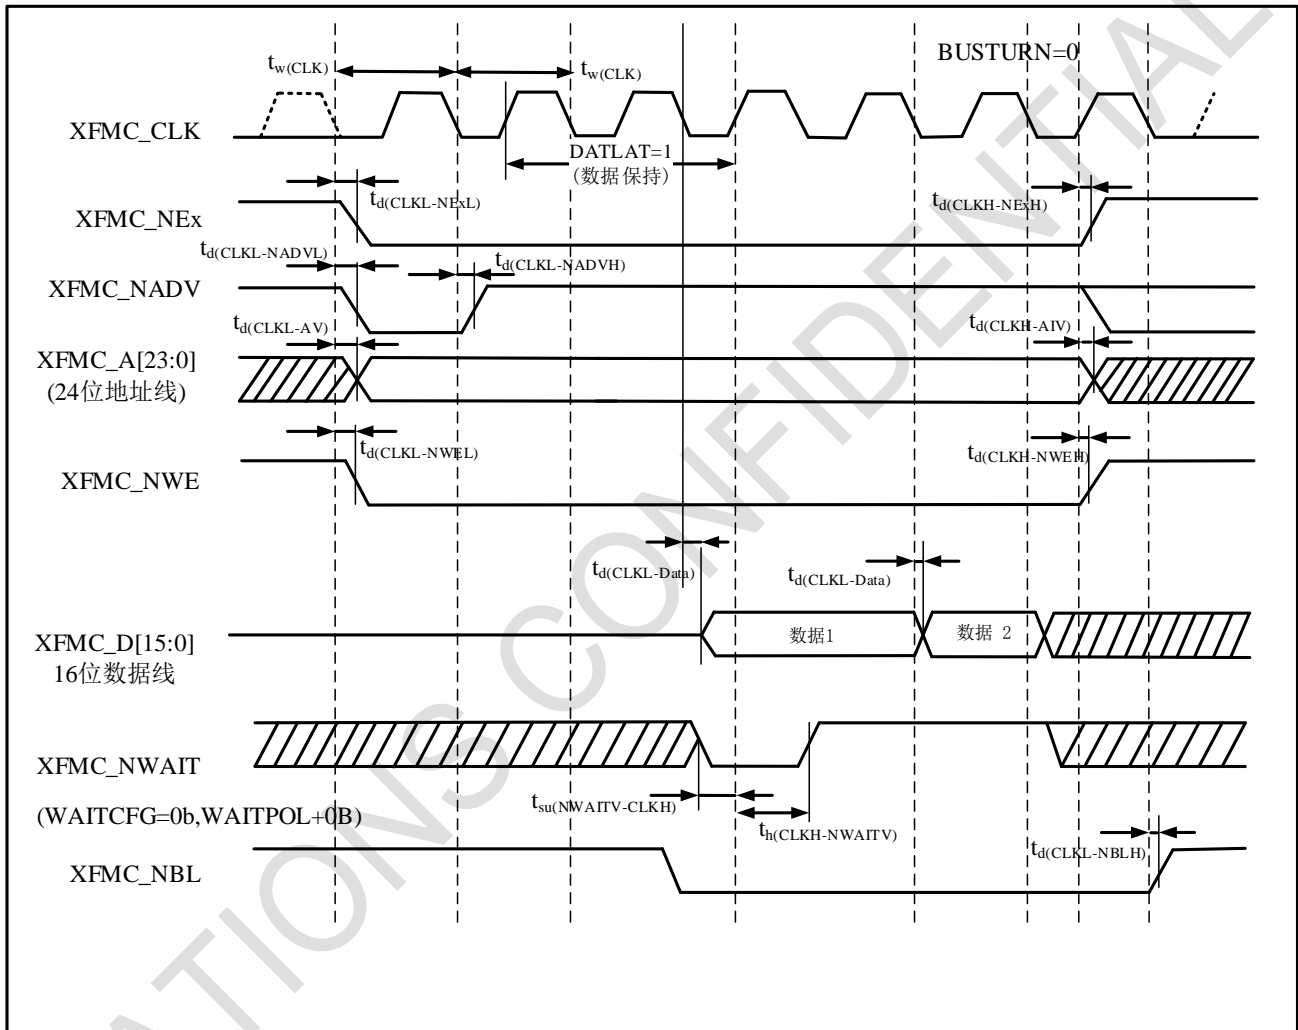 BUSTURN=0
tw(CLK)
tw(CLK)
XFMC_CLK
DATLAT=1
(数据保持)
td(CLKL-NExL)
td(CLKH-NExH)
XFMC_NEx
td(CLKL-NADVL)
td(CLKL-NADVH)
XFMC_NADV
td(CLKL-AV)
td(CLKH-AIV)
XFMC_A[23:0]
(24位地址线)
td(CLKL-NWEL)
td(CLKH-NWEH)
XFMC_NWE
td(CLKL-Data)
td(CLKL-Data)
数据1
数据 2
XFMC_D[15:0]
16位数据线
XFMC_NWAIT
tsu(NWAITV-CLKH)
(WAITCFG=0b,WAITPOL+0B)
th(CLKH-NWAITV)
td(CLKL-NBLH)
XFMC_NBL
ATIONS CONFIDENTIAL